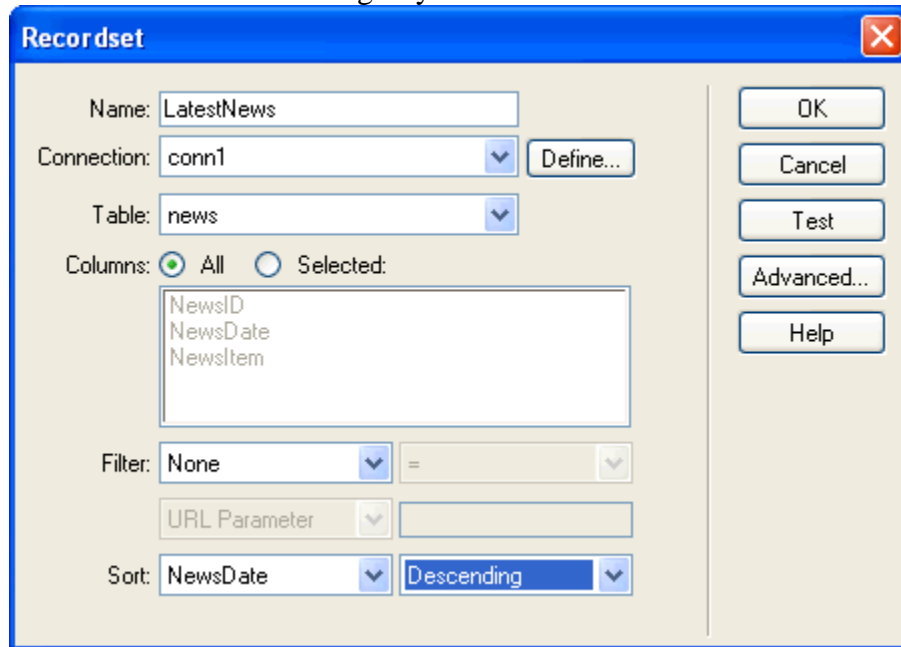 Recordset
Name: LatestNews
OK
Connection: conn1 Define...
Cancel
Table: news
Test
Columns: All Selected:
Advanced...
NewsID
NewsDate
NewsItem
Help
Filter: None =
URL Parameter
Sort: NewsDate Descending